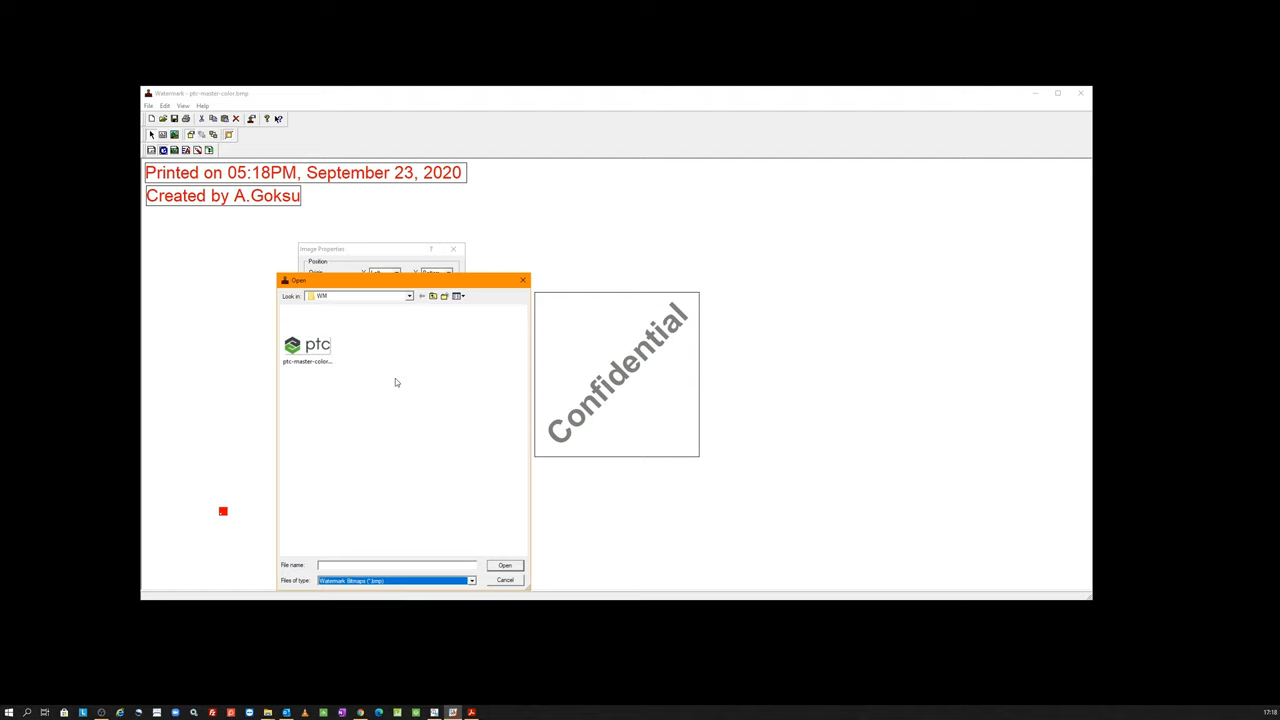 Watermark - ptc-master-color.bmp
File Edit View Help
Printed on 05:18PM, September 23, 2020
Created by A.Goksu
Image Properties
Position
Open
Look in: WM
ptc
ptc-master-color...
Confidential
File name:
Open
Files of type: Watermark Bitmaps (*.bmp)
Cancel
17:18